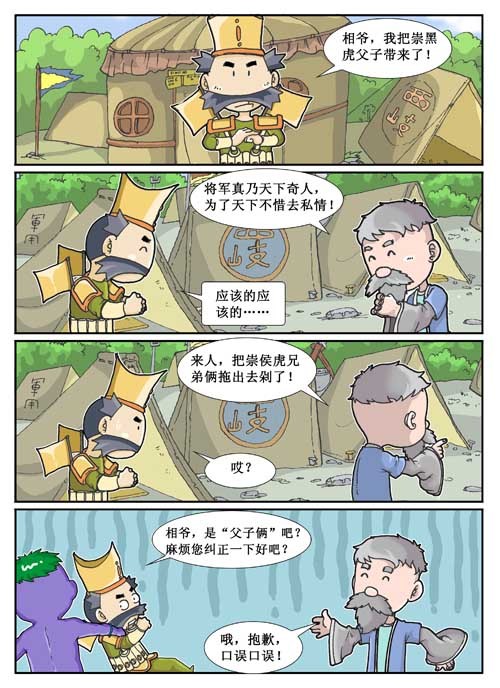 相爷，我把崇黑
虎父子带来了！
西岐
将军真乃天下奇人，
为了天下不惜去私情！
軍用
岐
应该的应
该的……
来人，把崇侯虎兄
弟俩拖出去剁了！
軍用
岐
哎？
相爷，是“父子俩”吧？
麻烦您纠正一下好吧？
哦，抱歉，
口误口误！